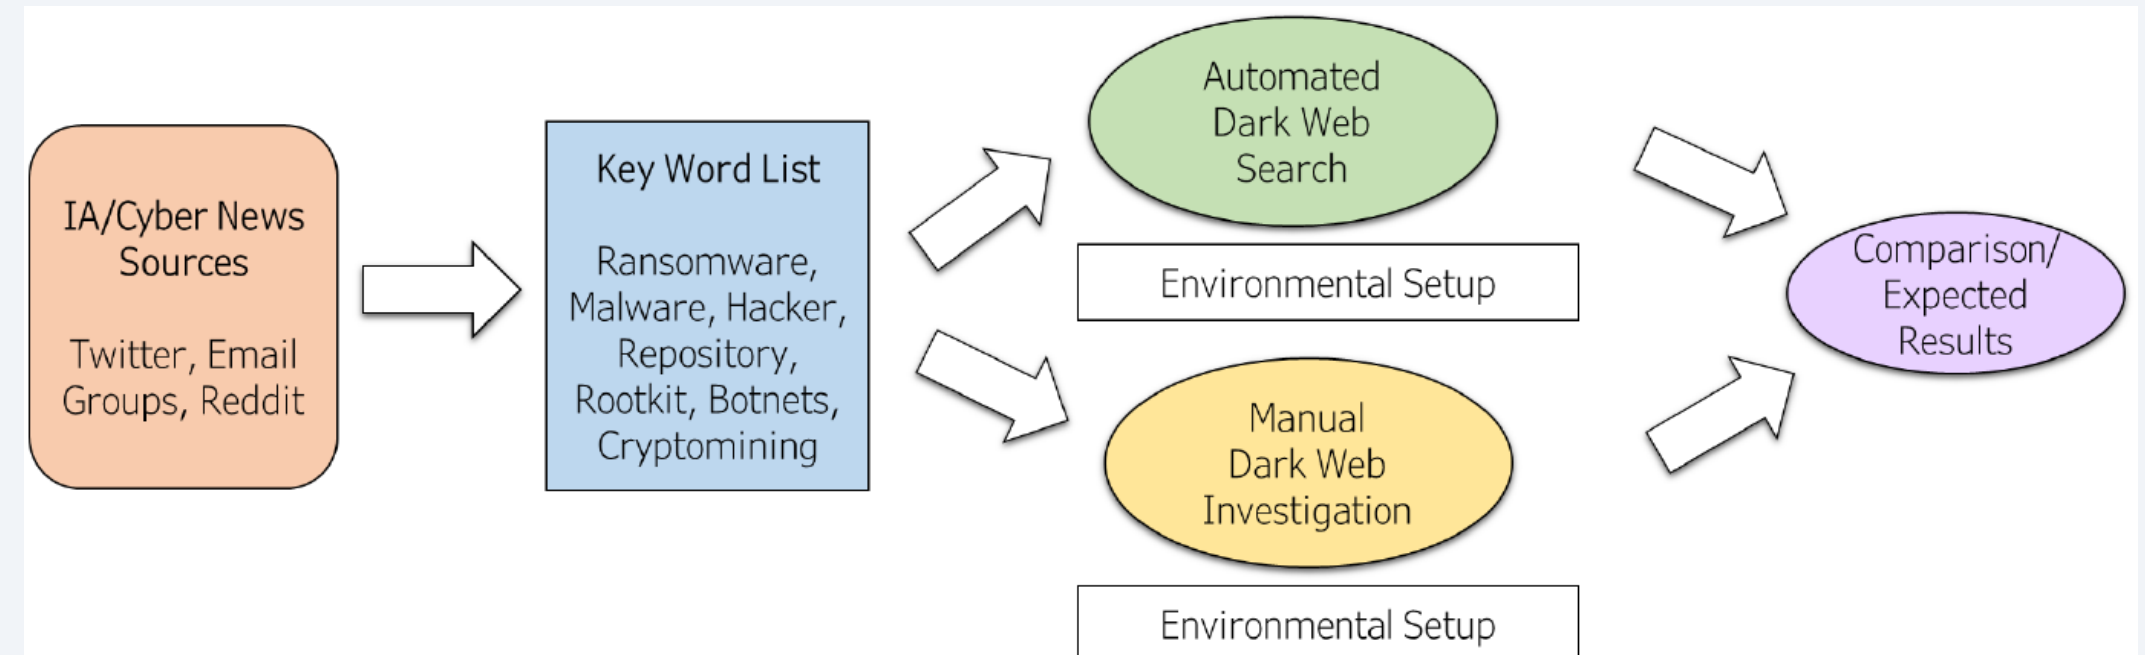 IA/Cyber News
Sources
Twitter, Email
Groups, Reddit
Key Word List
Ransomware,
Malware, Hacker,
Repository,
Rootkit, Botnets,
Cryptomining
Automated
Dark Web
Search
Environmental Setup
Manual
Dark Web
Investigation
Environmental Setup
Comparison/
Expected
Results